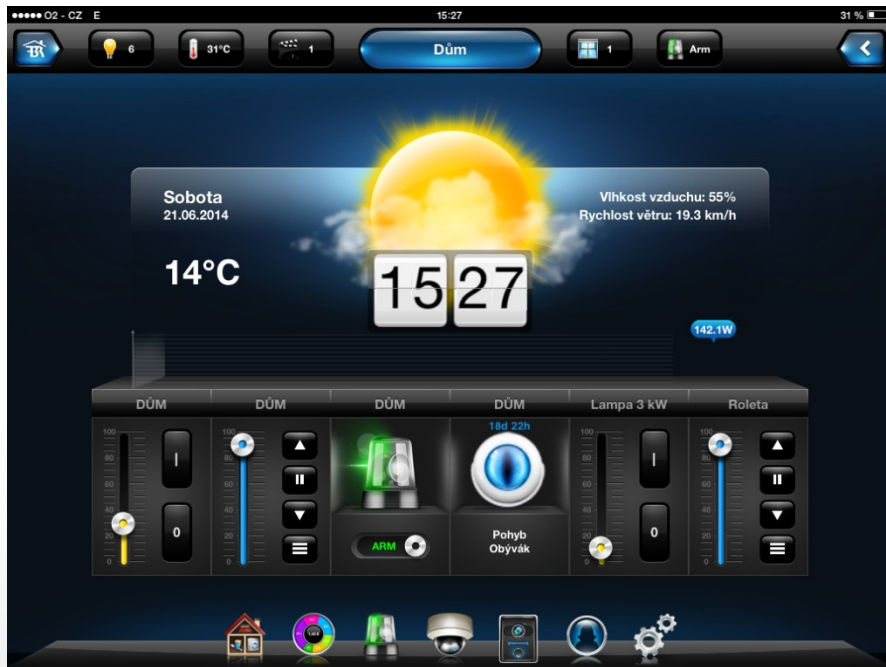 O2 - CZ E
15:27
31 %
6
31°C
1
Dům
1
Arm
Sobota
21.06.2014
14°C
Vlhkost vzduchu: 55%
Rychlost větru: 19.3 km/h
15 27
142.1W
DŮM
DŮM
DŮM
DŮM
Lampa 3 kW
Roleta
100
80
60
40
20
0
I
0
100
80
60
40
20
0
ARM
18d 22h
Pohyb
Obývák
100
80
60
40
20
0
I
0
100
80
60
40
20
0